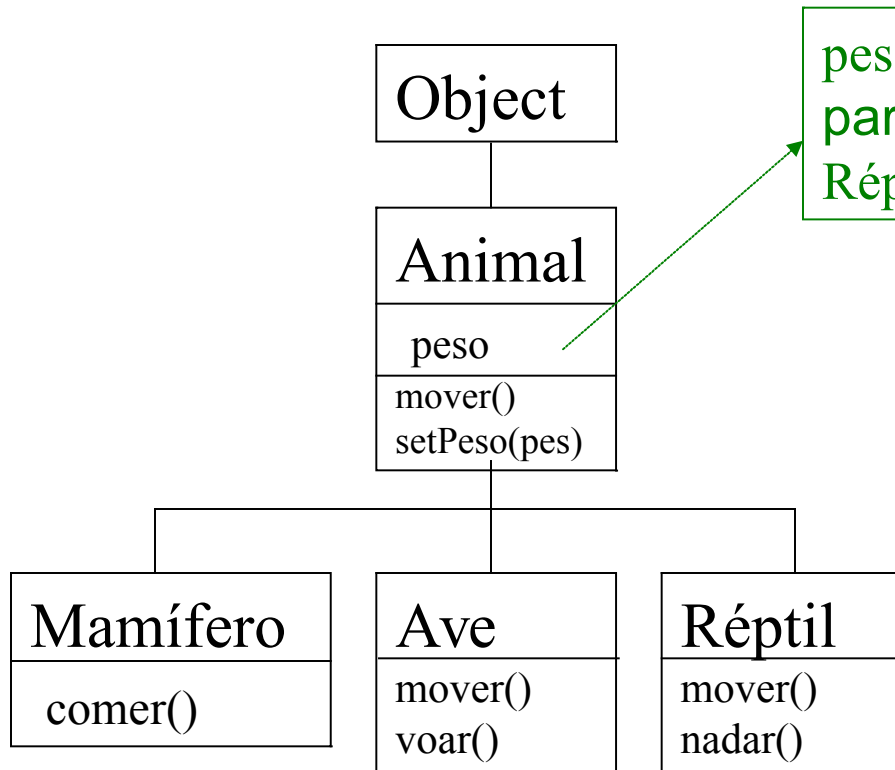 Object
Animal
peso
mover()
setPeso(pes)
Mamífero
comer()
Ave
mover()
voar()
Réptil
mover()
nadar()